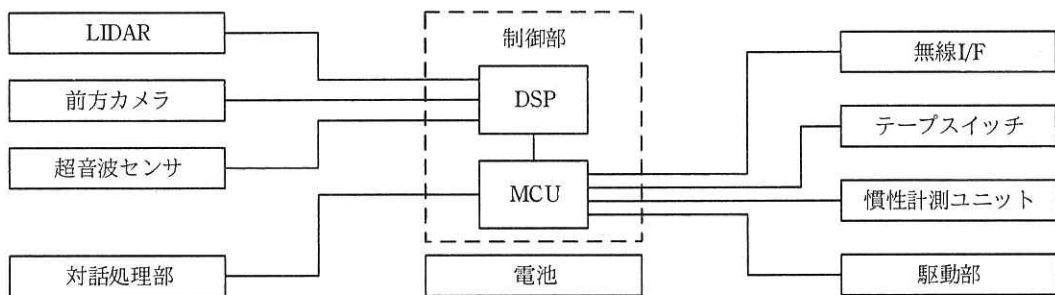 LIDAR
前方カメラ
超音波センサ
対話処理部
制御部
DSP
MCU
電池
無線I/F
テープスイッチ
慣性計測ユニット
駆動部